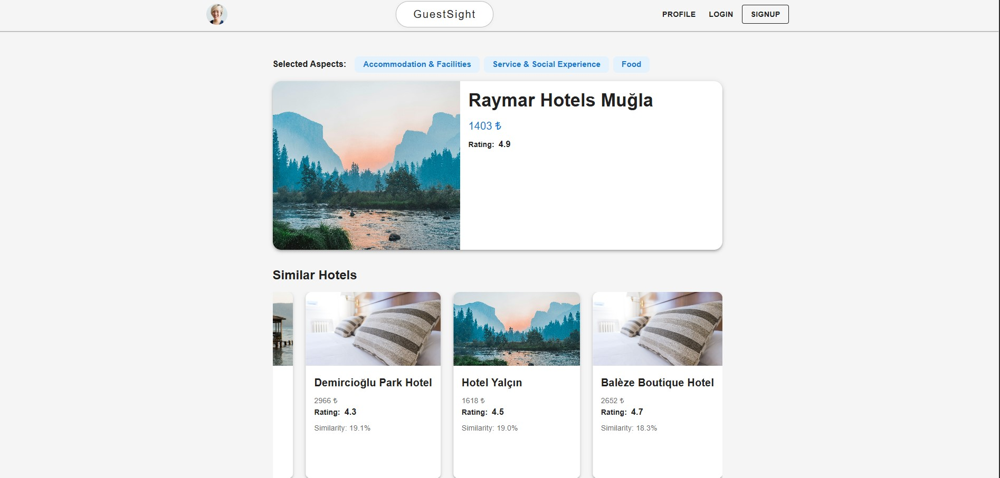 GuestSight
PROFILE LOGIN SIGNUP
Selected Aspects: Accommodation & Facilities Service & Social Experience Food
Raymar Hotels Muğla
1403 ₺
Rating: 4.9
Similar Hotels
Demircioğlu Park Hotel
2966 ₺
Rating: 4.3
Similarity: 19.1%
Hotel Yalçın
1618 ₺
Rating: 4.5
Similarity: 19.0%
Balèze Boutique Hotel
2652 ₺
Rating: 4.7
Similarity: 18.3%